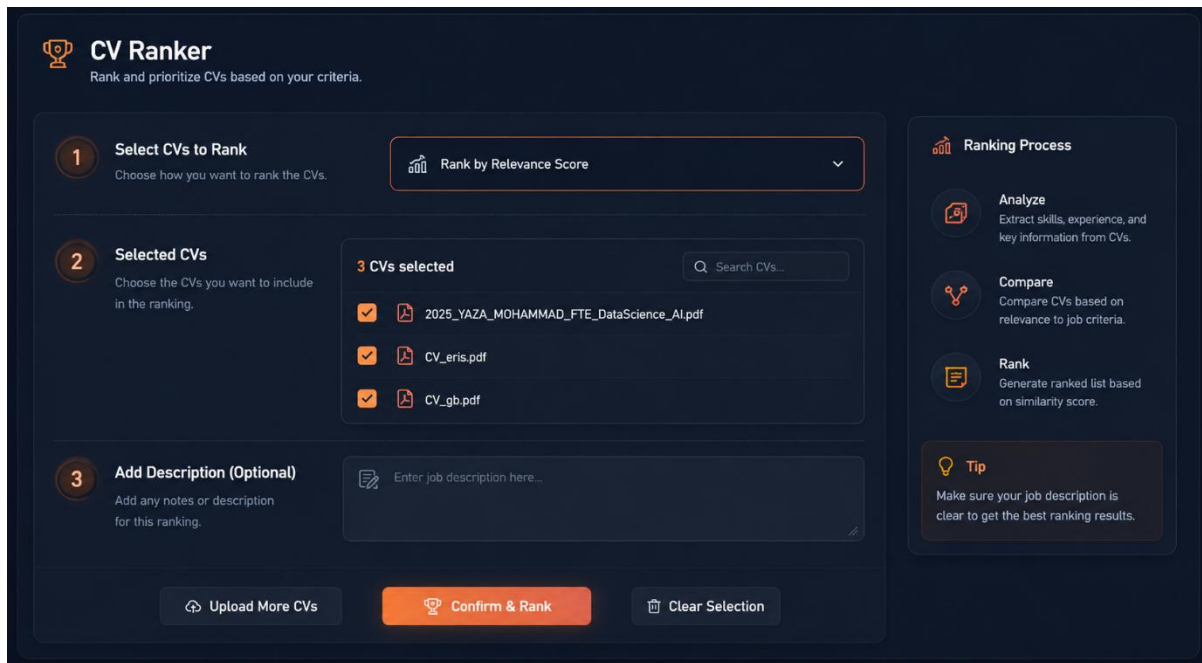 CV Ranker
Rank and prioritize CVs based on your criteria.
1
Select CVs to Rank
Choose how you want to rank the CVs.
Rank by Relevance Score
2
Selected CVs
Choose the CVs you want to include
in the ranking.
3 CVs selected
Search CVs...
2025_YAZA_MOHAMMAD_FTE_DataScience_AI.pdf
CV_eris.pdf
CV_gb.pdf
3
Add Description (Optional)
Add any notes or description
for this ranking.
Enter job description here...
Upload More CVs
Confirm & Rank
Clear Selection
Ranking Process
Analyze
Extract skills, experience, and
key information from CVs.
Compare
Compare CVs based on
relevance to job criteria.
Rank
Generate ranked list based
on similarity score.
Tip
Make sure your job description is
clear to get the best ranking results.